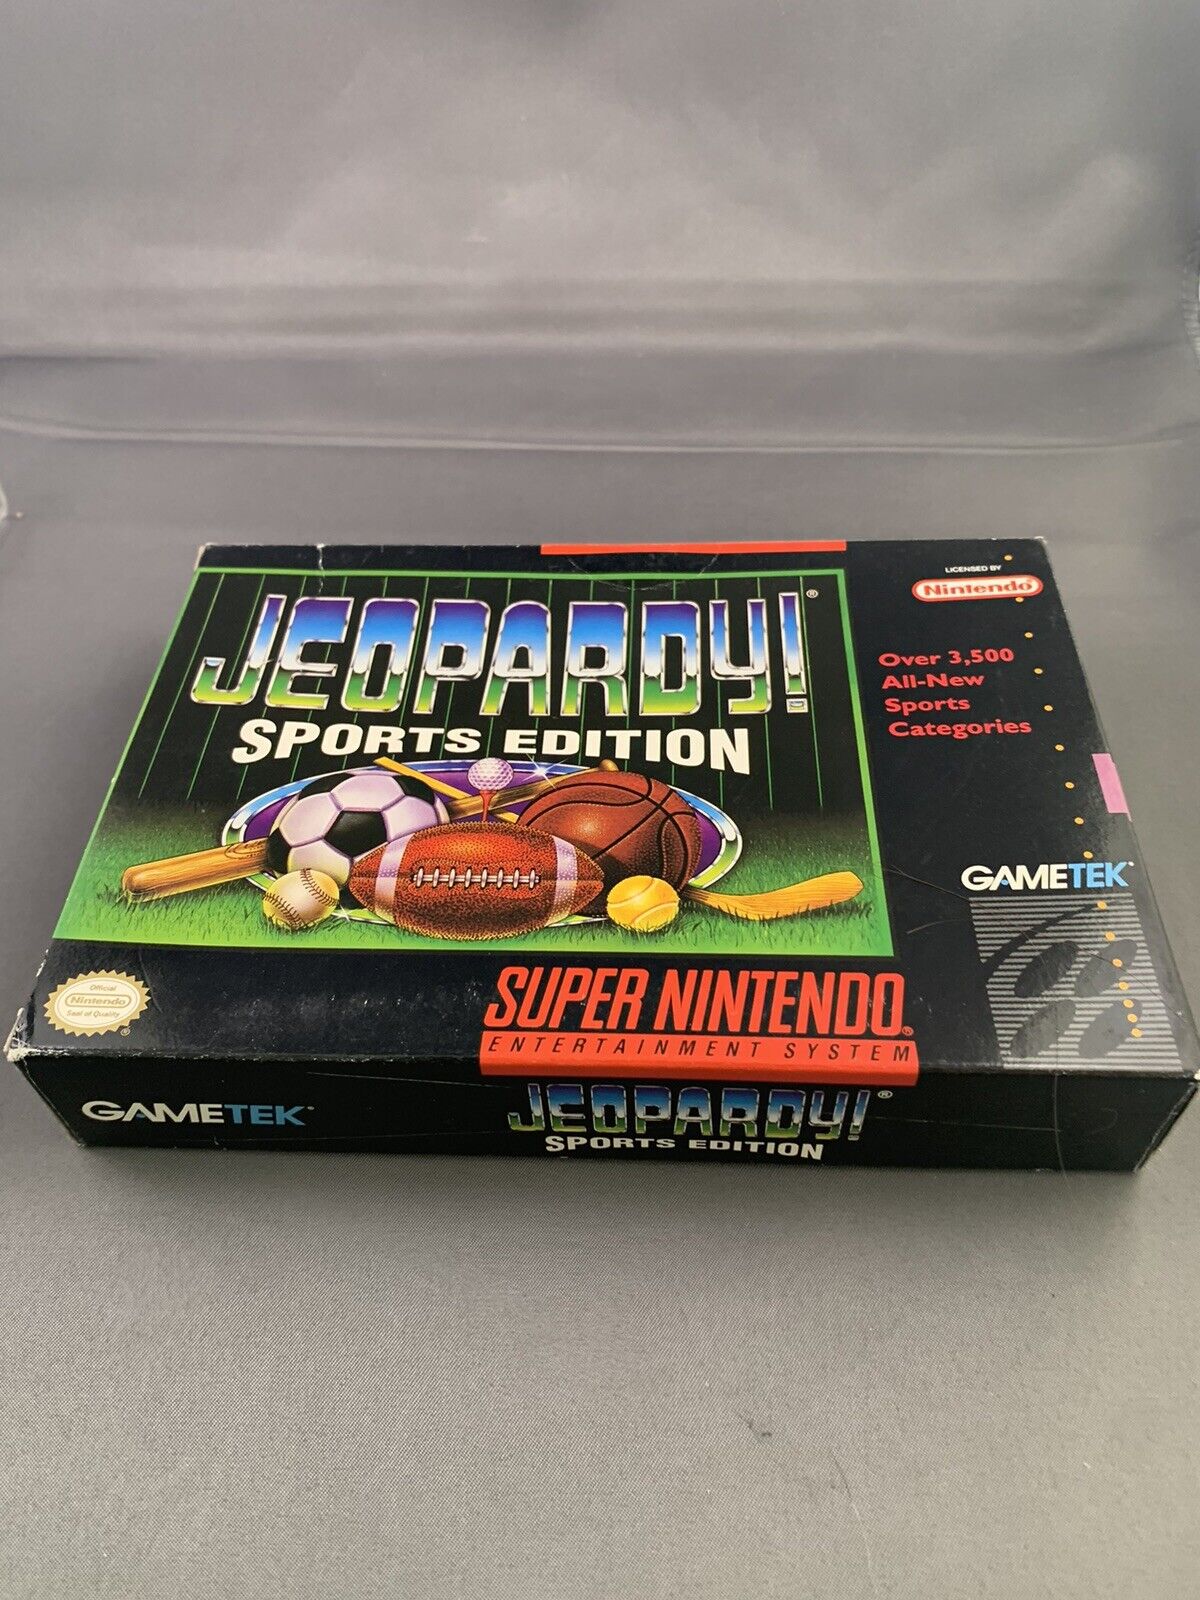 LICENSED BY
Nintendo®
JEOPARDY!®
SPORTS EDITION
Over 3,500
All-New
Sports
Categories
GAMETEK
Official
Nintendo
Seal of Quality
®
SUPER NINTENDO®
ENTERTAINMENT SYSTEM
GAMETEK
JEOPARDY!®
SPORTS EDITION